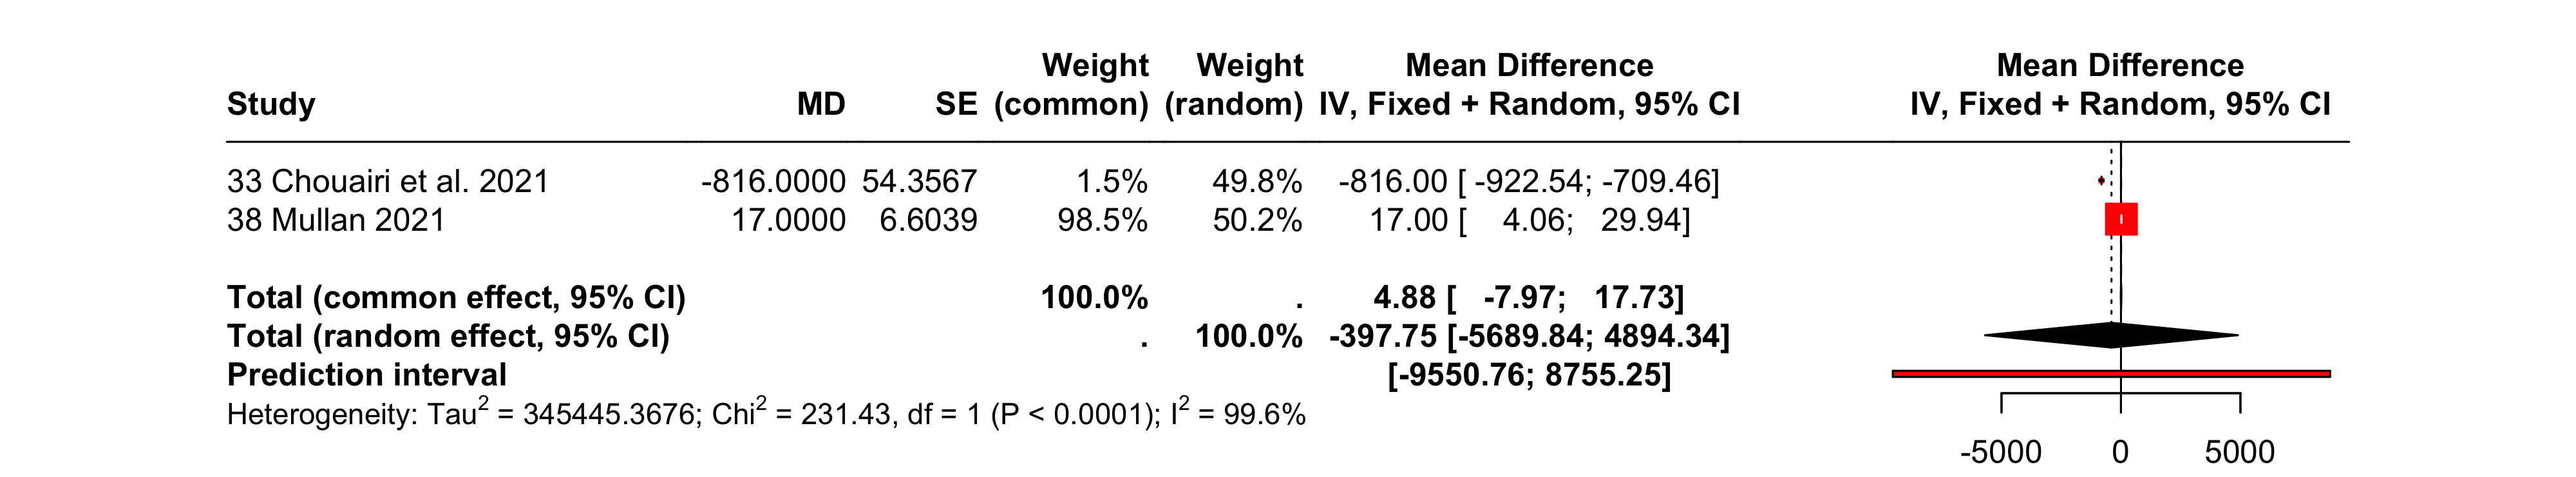 Weight Weight Mean Difference Mean Difference
Study MD SE (common) (random) IV, Fixed + Random, 95% CI IV, Fixed + Random, 95% CI
33 Chouairi et al. 2021 -816.0000 54.3567 1.5% 49.8% -816.00 [ -922.54; -709.46]
38 Mullan 2021 17.0000 6.6039 98.5% 50.2% 17.00 [ 4.06; 29.94]
Total (common effect, 95% CI) 100.0% . 4.88 [ -7.97; 17.73]
Total (random effect, 95% CI) . 100.0% -397.75 [-5689.84; 4894.34]
Prediction interval [-9550.76; 8755.25]
Heterogeneity: Tau² = 345445.3676; Chi² = 231.43, df = 1 (P < 0.0001); I² = 99.6%
-5000 0 5000